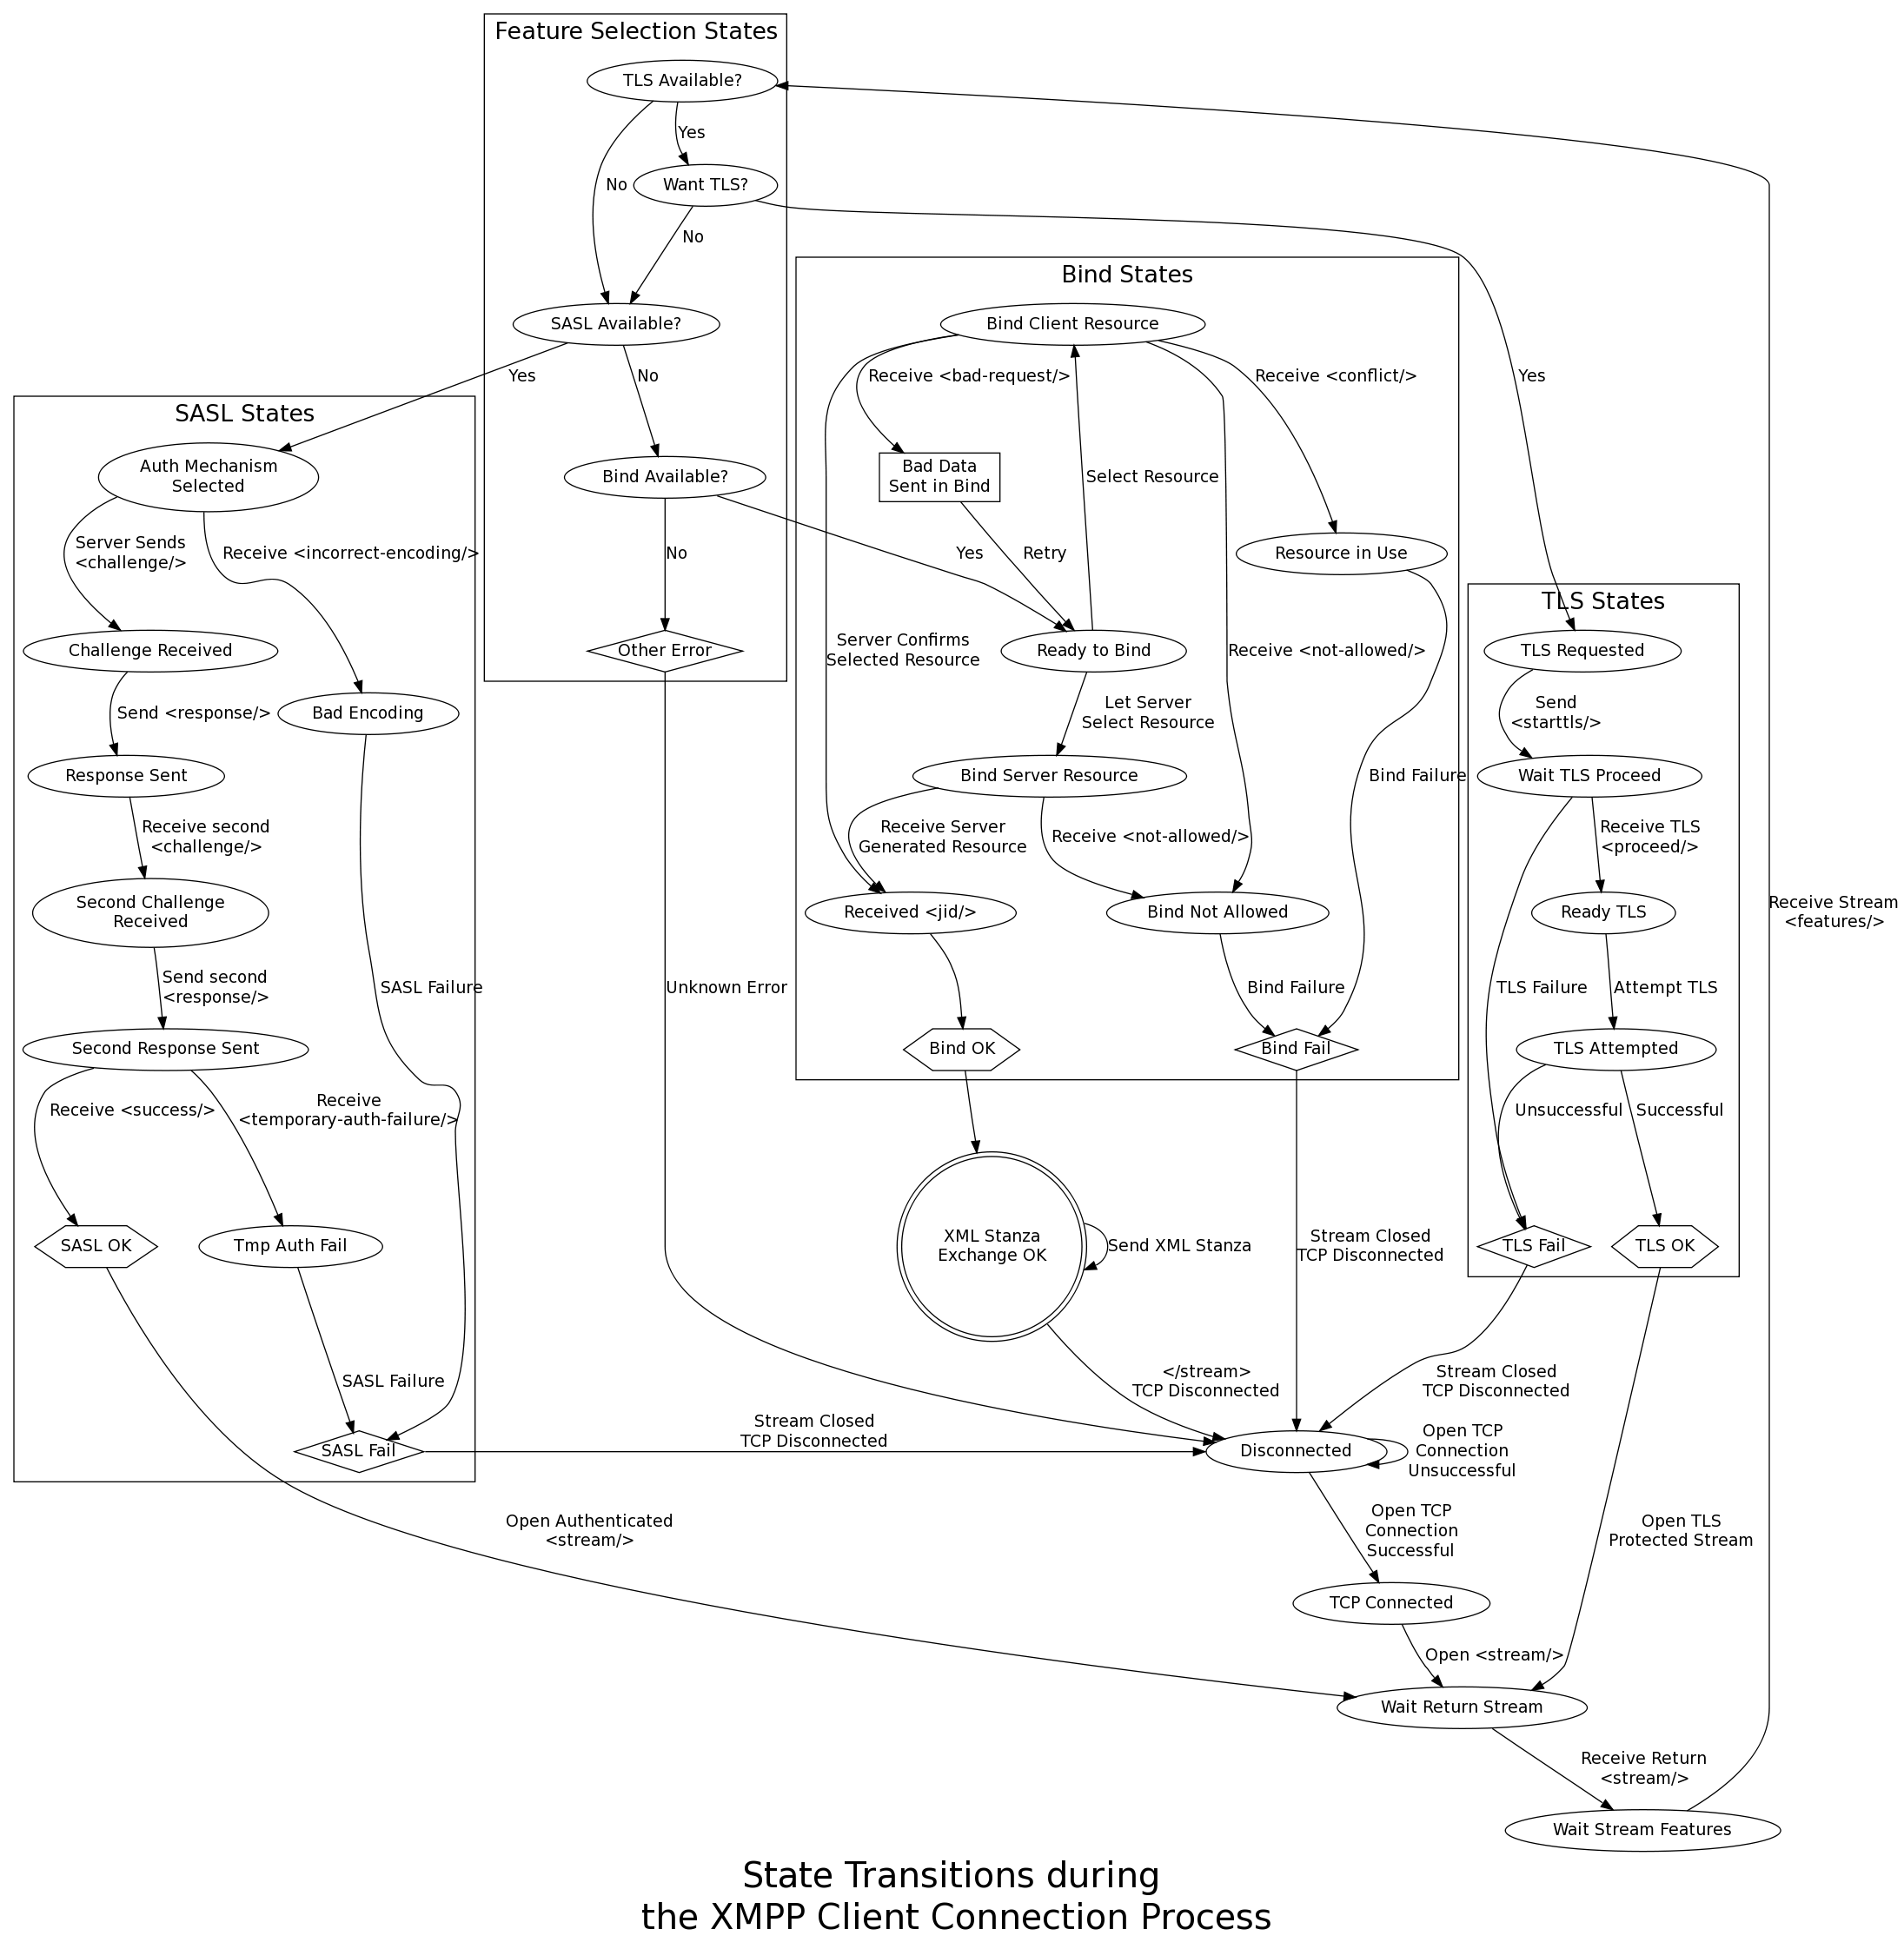 Feature Selection States
TLS Available?
Yes
No
Want TLS?
No
Bind States
SASL Available?
Bind Client Resource
Yes
No
Receive <bad-request/>
Receive <conflict/>
Yes
SASL States
Auth Mechanism
Selected
Bind Available?
Bad Data
Sent in Bind
Select Resource
Server Sends
<challenge/>
Receive <incorrect-encoding/>
No
Yes
Retry
Resource in Use
TLS States
Challenge Received
Other Error
Server Confirms
Selected Resource
Ready to Bind
Receive <not-allowed/>
TLS Requested
Send <response/>
Bad Encoding
Let Server
Select Resource
Send
<starttls/>
Response Sent
Bind Server Resource
Bind Failure
Wait TLS Proceed
Receive second
<challenge/>
Receive Server
Generated Resource
Receive <not-allowed/>
Receive TLS
<proceed/>
Second Challenge
Received
Received <jid/>
Bind Not Allowed
Ready TLS
Receive Stream
<features/>
Send second
<response/>
SASL Failure
Unknown Error
Bind Failure
TLS Failure
Attempt TLS
Second Response Sent
Bind OK
Bind Fail
TLS Attempted
Receive <success/>
Receive
<temporary-auth-failure/>
Unsuccessful
Successful
SASL OK
Tmp Auth Fail
XML Stanza
Exchange OK
Send XML Stanza
Stream Closed
TCP Disconnected
TLS Fail
TLS OK
SASL Failure
</stream>
TCP Disconnected
Stream Closed
TCP Disconnected
SASL Fail
Stream Closed
TCP Disconnected
Disconnected
Open TCP
Connection
Unsuccessful
Open Authenticated
<stream/>
Open TCP
Connection
Successful
Open TLS
Protected Stream
TCP Connected
Open <stream/>
Wait Return Stream
Receive Return
<stream/>
Wait Stream Features
State Transitions during
the XMPP Client Connection Process